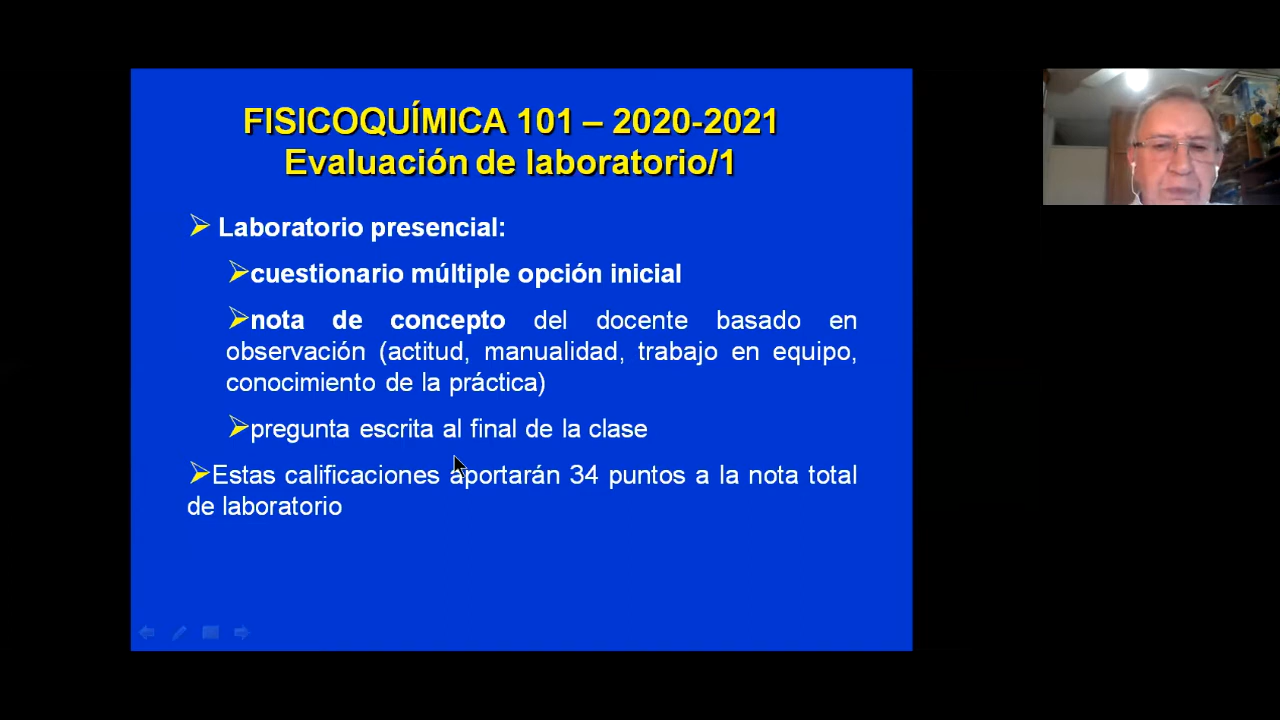 FISICOQUÍMICA 101 – 2020-2021
Evaluación de laboratorio/1
Laboratorio presencial:
cuestionario múltiple opción inicial
nota de concepto del docente basado en
observación (actitud, manualidad, trabajo en equipo,
conocimiento de la práctica)
pregunta escrita al final de la clase
Estas calificaciones aportarán 34 puntos a la nota total
de laboratorio